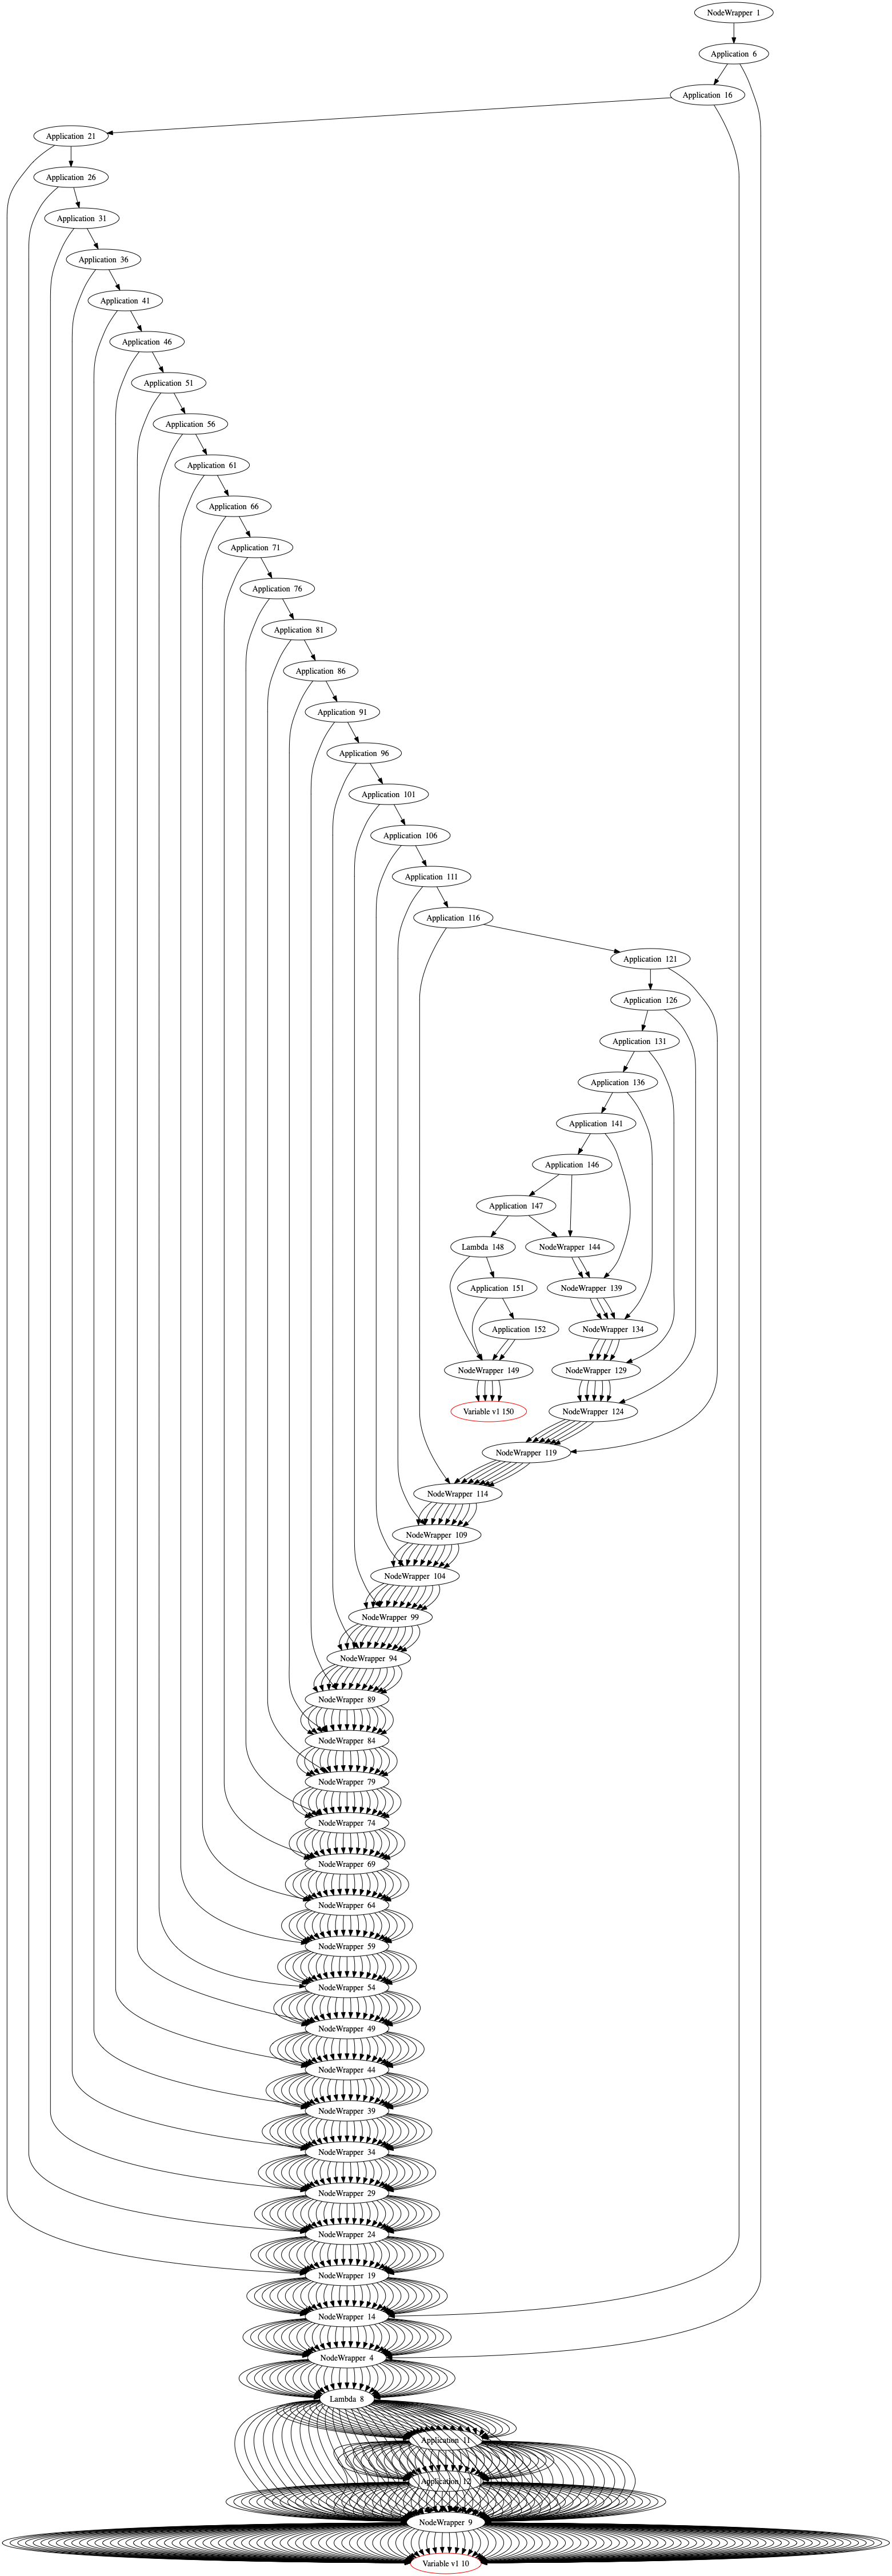 NodeWrapper 1
Application 6
Application 16
Application 21
Application 26
Application 31
Application 36
Application 41
Application 46
Application 51
Application 56
Application 61
Application 66
Application 71
Application 76
Application 81
Application 86
Application 91
Application 96
Application 101
Application 106
Application 111
Application 116
Application 121
Application 126
Application 131
Application 136
Application 141
Application 146
Application 147
Lambda 148
NodeWrapper 144
Application 151
NodeWrapper 139
Application 152
NodeWrapper 134
NodeWrapper 149
NodeWrapper 129
Variable v1 150
NodeWrapper 124
NodeWrapper 119
NodeWrapper 114
NodeWrapper 109
NodeWrapper 104
NodeWrapper 99
NodeWrapper 94
NodeWrapper 89
NodeWrapper 84
NodeWrapper 79
NodeWrapper 74
NodeWrapper 69
NodeWrapper 64
NodeWrapper 59
NodeWrapper 54
NodeWrapper 49
NodeWrapper 44
NodeWrapper 39
NodeWrapper 34
NodeWrapper 29
NodeWrapper 24
NodeWrapper 19
NodeWrapper 14
NodeWrapper 4
Lambda 8
Application 11
Application 12
NodeWrapper 9
Variable v1 10